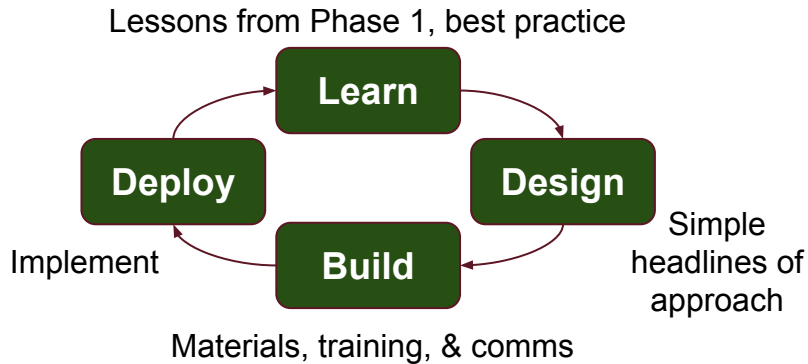 Lessons from Phase 1, best practice
Learn
Deploy
Design
Implement
Simple
headlines of
approach
Build
Materials, training, & comms